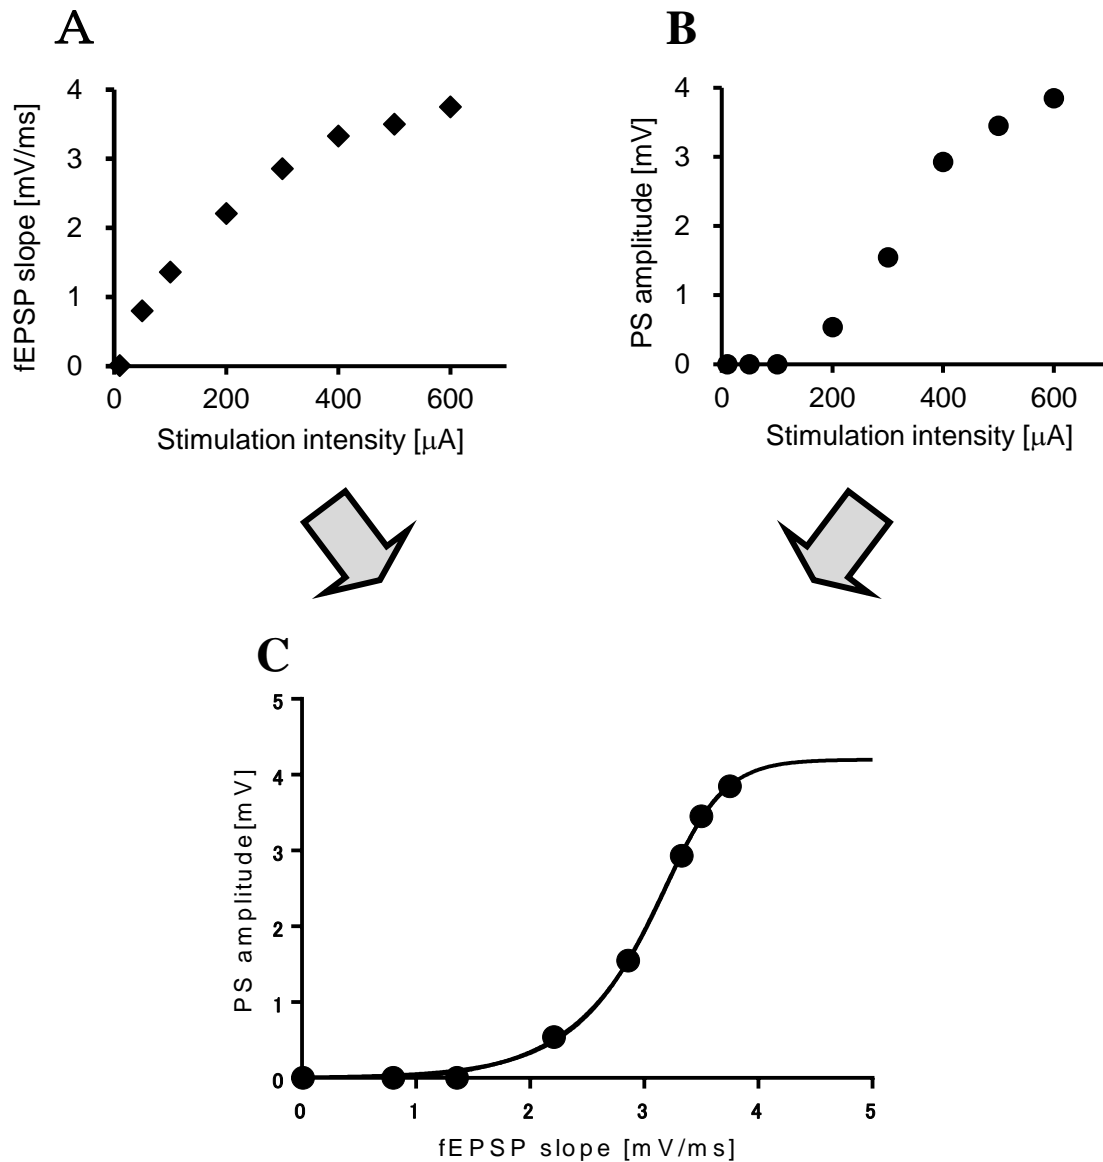 A
fEPSP slope [mV/ms]
4
3
2
1
0
0 200 400 600
Stimulation intensity [μA]
B
PS amplitude [mV]
4
3
2
1
0
0 200 400 600
Stimulation intensity [μA]
C
PS amplitude[mV]
5
4
3
2
1
0
0 1 2 3 4 5
fEPSP slope [mV/ms]